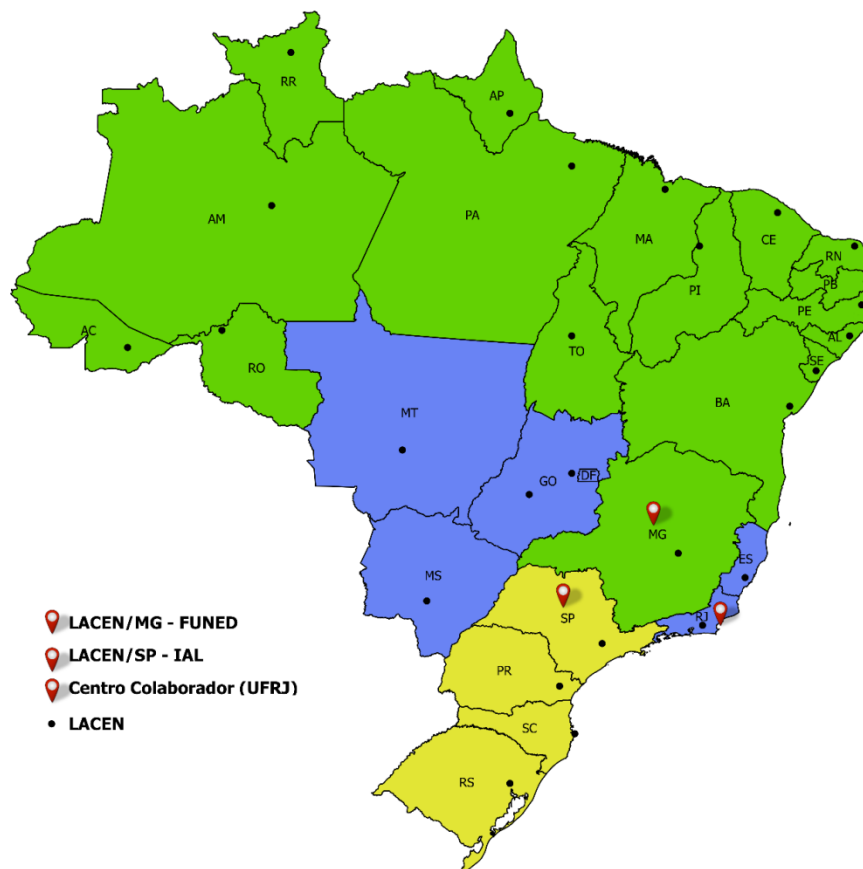 RR
AP
AM
PA
MA
CE
RN
PB
PI
PE
AC
AL
TO
SE
RO
BA
MT
GO
DF
MG
ES
MS
LACEN/MG - FUNED
SP
RJ
LACEN/SP - IAL
PR
Centro Colaborador (UFRJ)
LACEN
SC
RS